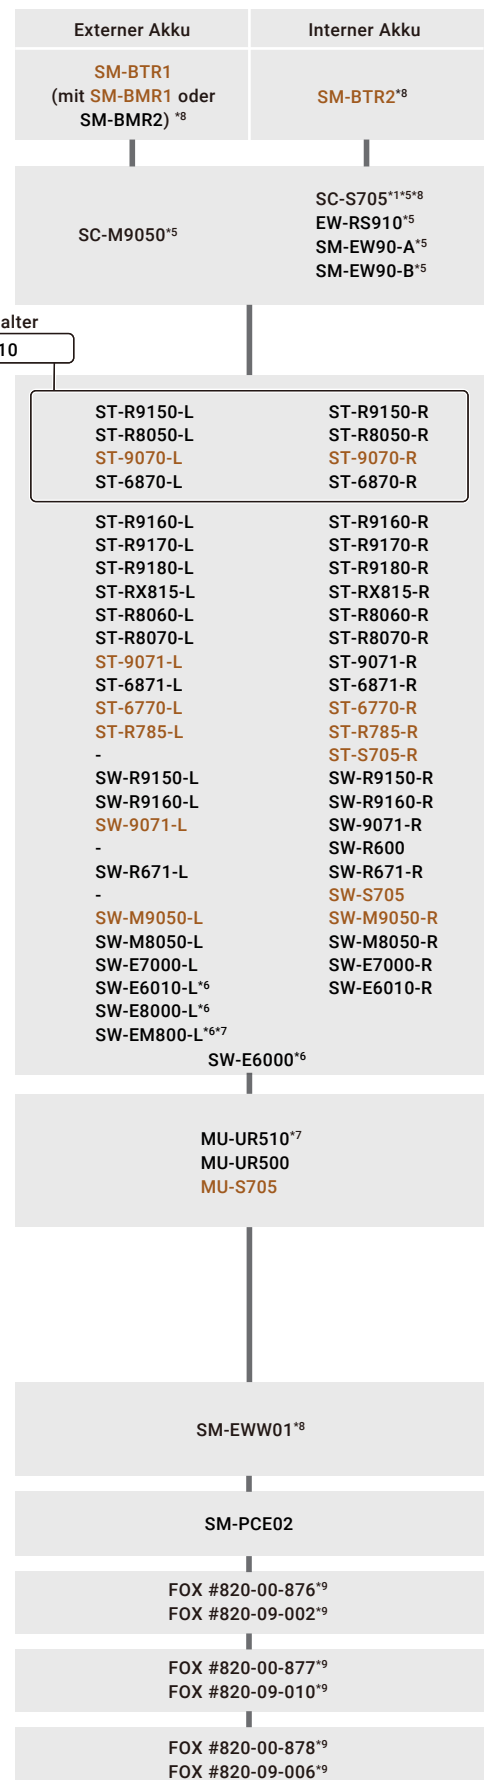 Externer Akku
Interner Akku
SM-BTR1
(mit SM-BMR1 oder
SM-BMR2) *8
SM-BTR2*8
SC-M9050*5
SC-S705*1*5*8
EW-RS910*5
SM-EW90-A*5
SM-EW90-B*5
alter
10
ST-R9150-L ST-R9150-R
ST-R8050-L ST-R8050-R
ST-9070-L ST-9070-R
ST-6870-L ST-6870-R
ST-R9160-L ST-R9160-R
ST-R9170-L ST-R9170-R
ST-R9180-L ST-R9180-R
ST-RX815-L ST-RX815-R
ST-R8060-L ST-R8060-R
ST-R8070-L ST-R8070-R
ST-9071-L ST-9071-R
ST-6871-L ST-6871-R
ST-6770-L ST-6770-R
ST-R785-L ST-R785-R
- ST-S705-R
SW-R9150-L SW-R9150-R
SW-R9160-L SW-R9160-R
SW-9071-L SW-9071-R
- SW-R600
SW-R671-L SW-R671-R
- SW-S705
SW-M9050-L SW-M9050-R
SW-M8050-L SW-M8050-R
SW-E7000-L SW-E7000-R
SW-E6010-L*6 SW-E6010-R
SW-E8000-L*6
SW-EM800-L*6*7
SW-E6000*6
MU-UR510*7
MU-UR500
MU-S705
SM-EWW01*8
SM-PCE02
FOX #820-00-876*9
FOX #820-09-002*9
FOX #820-00-877*9
FOX #820-09-010*9
FOX #820-00-878*9
FOX #820-09-006*9